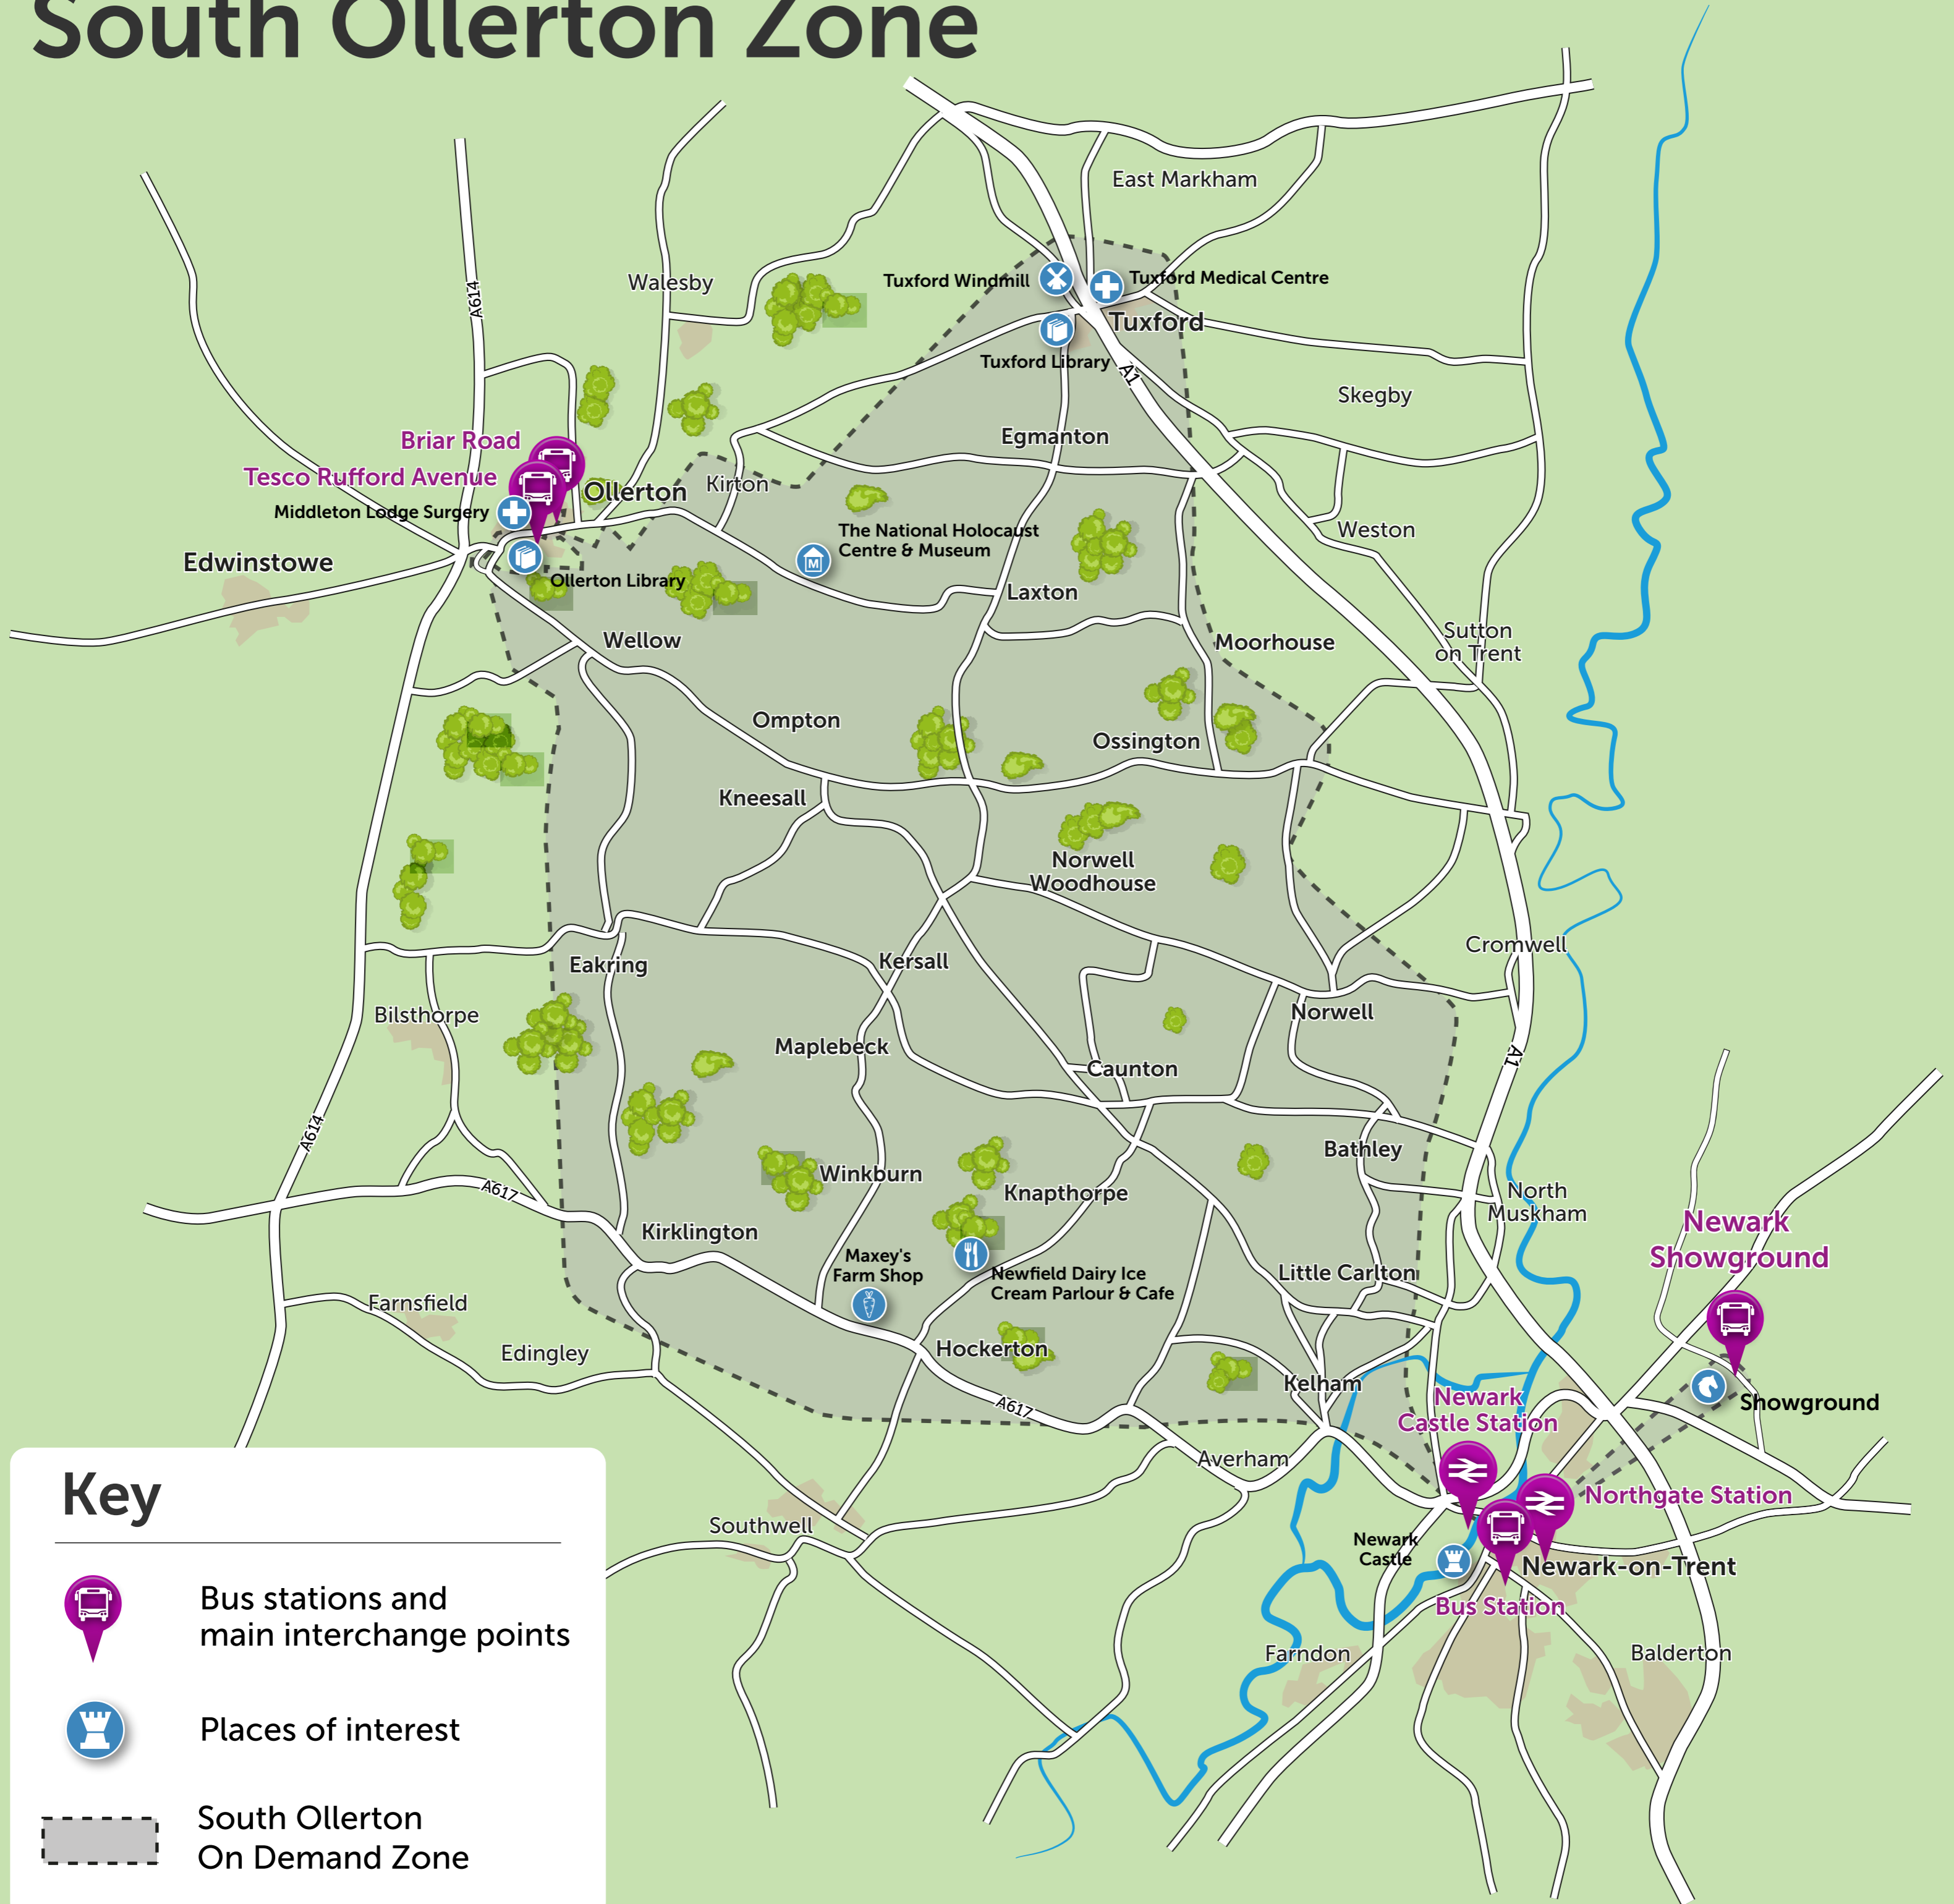 South Ollerton Zone
East Markham
Walesby
A614
Tuxford Windmill
Tuxford Medical Centre
Tuxford
Tuxford Library
A1
Skegby
Briar Road
Egmanton
Tesco Rufford Avenue
Ollerton
Kirton
Middleton Lodge Surgery
The National Holocaust
Centre & Museum
Weston
Edwinstowe
Ollerton Library
Laxton
Wellow
Moorhouse
Sutton
on Trent
Ompton
Ossington
Kneesall
Norwell
Woodhouse
Cromwell
Kersall
Eakring
Bilsthorpe
Norwell
Maplebeck
Caunton
A1
A614
Bathley
Winkburn
A617
Knapthorpe
North
Muskham
Kirklington
Newark
Showground
Maxey's
Farm Shop
Newfield Dairy Ice
Cream Parlour & Cafe
Little Carlton
Farnsfield
Edingley
Hockerton
Kelham
A617
Newark
Castle Station
Showground
Averham
Northgate Station
Southwell
Newark
Castle
Newark-on-Trent
Bus Station
Farndon
Balderton
Key
Bus stations and
main interchange points
Places of interest
South Ollerton
On Demand Zone